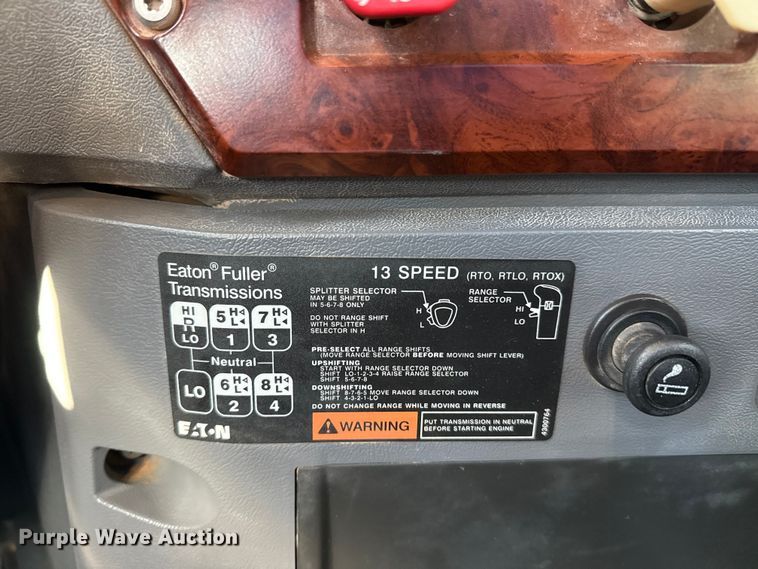 Eaton® Fuller®
Transmissions
13 SPEED (RTO, RTLO, RTOX)
SPLITTER SELECTOR
MAY BE SHIFTED
IN 5-6-7-8 ONLY
DO NOT RANGE SHIFT
WITH SPLITTER
SELECTOR IN H
H
L
RANGE
SELECTOR
HI
LO
HI
R
LO
5 H
L
1
7 H
L
3
Neutral
LO
6 H
L
2
8 H
L
4
PRE-SELECT ALL RANGE SHIFTS
(MOVE RANGE SELECTOR BEFORE MOVING SHIFT LEVER)
UPSHIFTING
START WITH RANGE SELECTOR DOWN
SHIFT LO-1-2-3-4 RAISE RANGE SELECTOR
SHIFT 5-6-7-8
DOWNSHIFTING
SHIFT 8-7-6-5 MOVE RANGE SELECTOR DOWN
SHIFT 4-3-2-1-LO
DO NOT CHANGE RANGE WHILE MOVING IN REVERSE
EATON
WARNING
PUT TRANSMISSION IN NEUTRAL
BEFORE STARTING ENGINE
4300764
Purple Wave Auction